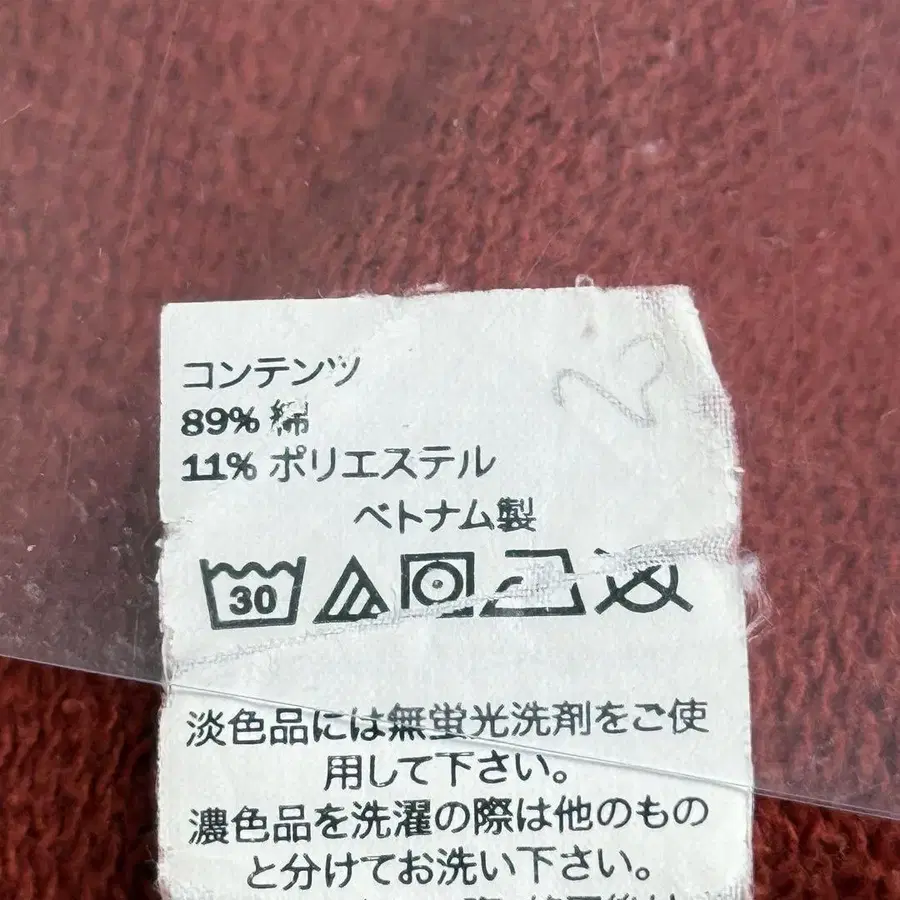 コンテンツ
89% 綿
11% ポリエステル
ベトナム製
30
淡色品には無蛍光洗剤をご使
用して下さい。
濃色品を洗濯の際は他のもの
と分けてお洗い下さい。